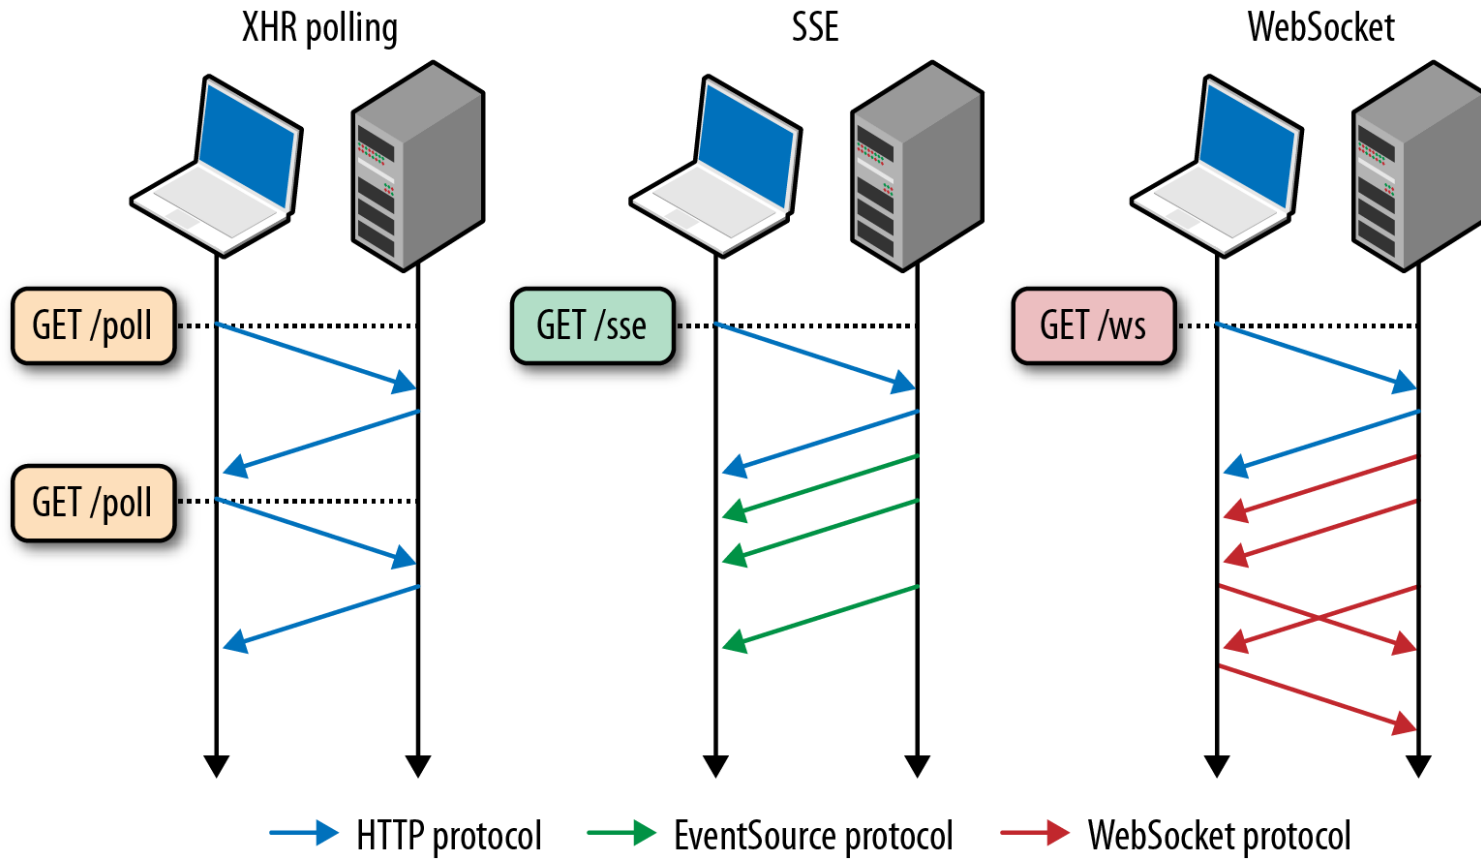 XHR polling
SSE
WebSocket
GET /poll
GET /sse
GET /ws
GET /poll
HTTP protocol
EventSource protocol
WebSocket protocol